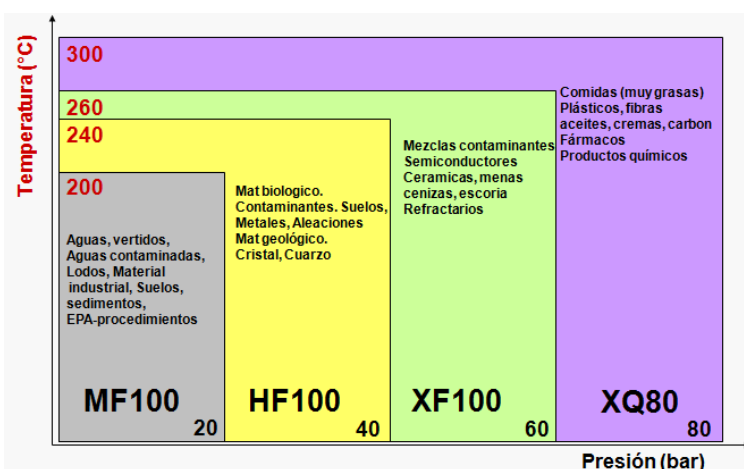 Temperatura (°C)
300
260
240
200
Aguas, vertidos,
Aguas contaminadas,
Lodos, Material
industrial, Suelos,
sedimentos,
EPA-procedimientos
MF100
20
Mat biologico.
Contaminantes. Suelos,
Metales, Aleaciones
Mat geológico.
Cristal, Cuarzo
HF100
40
Mezclas contaminantes
Semiconductores
Ceramicas, menas
cenizas, escoria
Refractarios
XF100
60
Comidas (muy grasas)
Plásticos, fibras
aceites, cremas, carbon
Fármacos
Productos químicos
XQ80
80
Presión (bar)